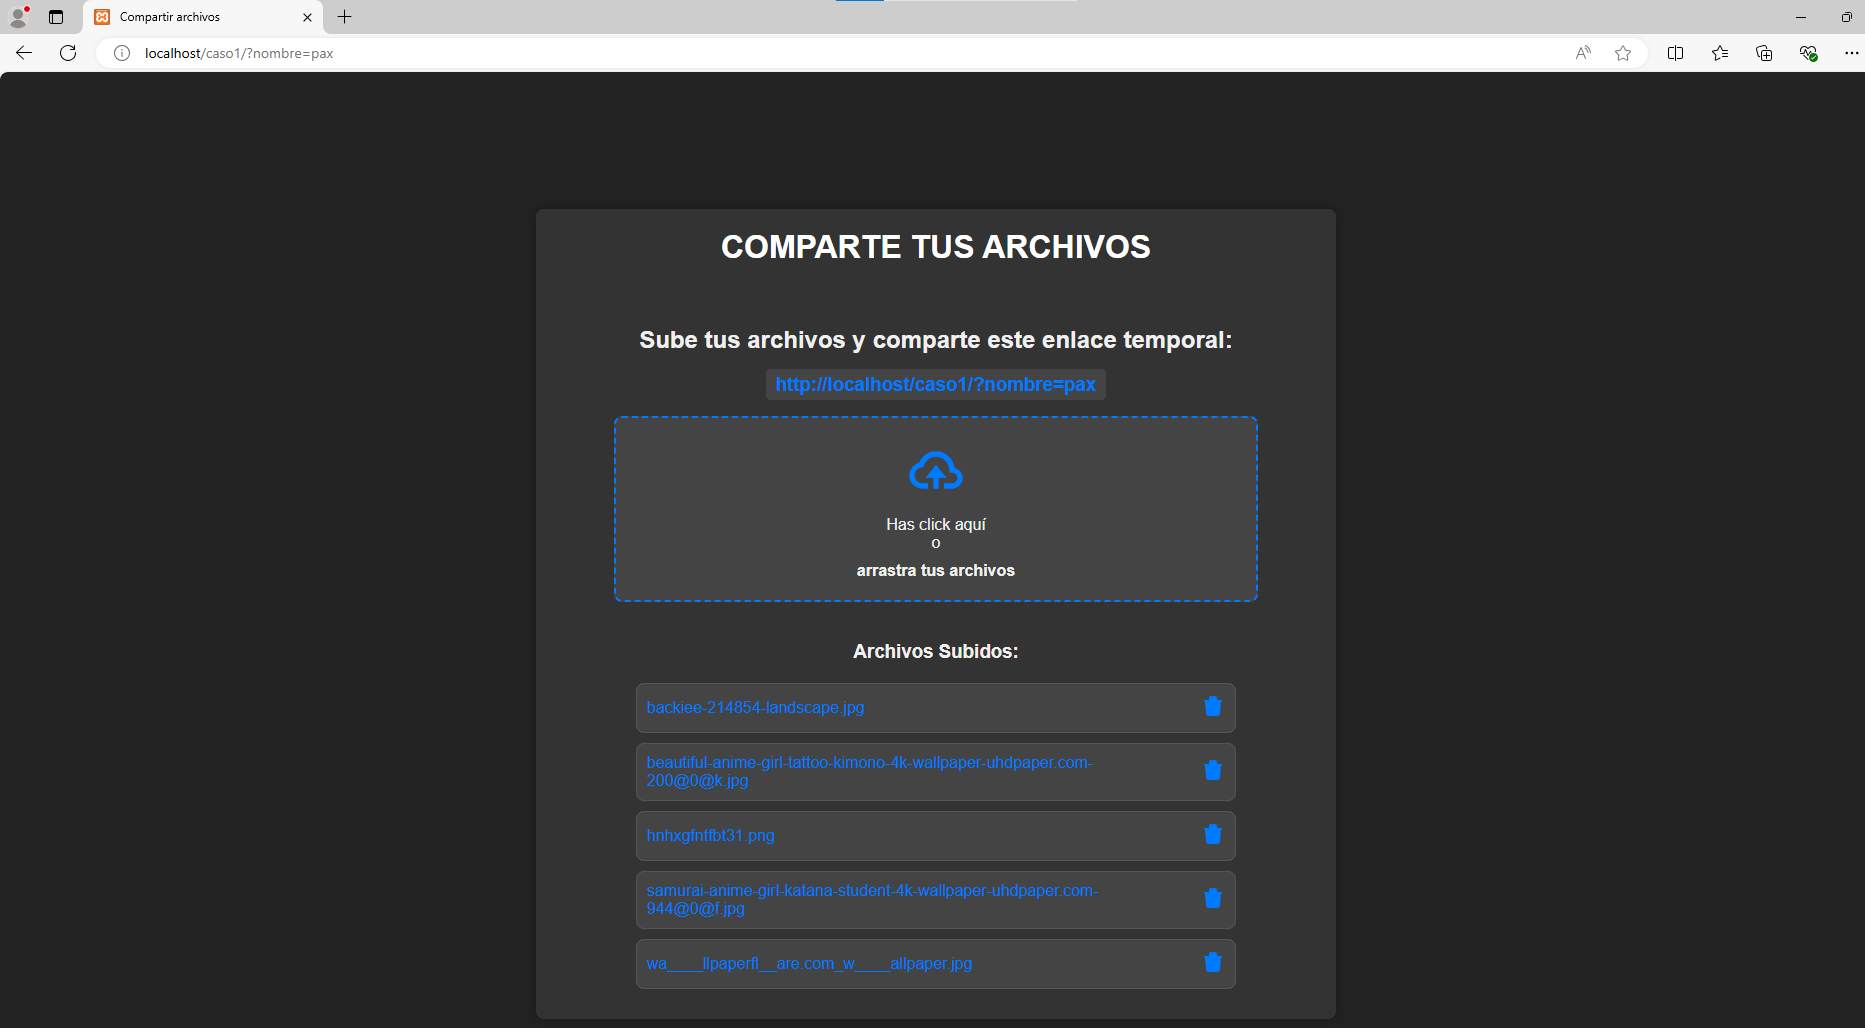 Compartir archivos
localhost/caso1/?nombre=pax
COMPARTE TUS ARCHIVOS
Sube tus archivos y comparte este enlace temporal:
http://localhost/caso1/?nombre=pax
Has click aquí
o
arrastra tus archivos
Archivos Subidos:
backiee-214854-landscape.jpg
beautiful-anime-girl-tattoo-kimono-4k-wallpaper-uhdpaper.com-
200@0@k.jpg
hnhxgfntfbt31.png
samurai-anime-girl-katana-student-4k-wallpaper-uhdpaper.com-
944@0@f.jpg
wa____llpaperfl__are.com_w____allpaper.jpg